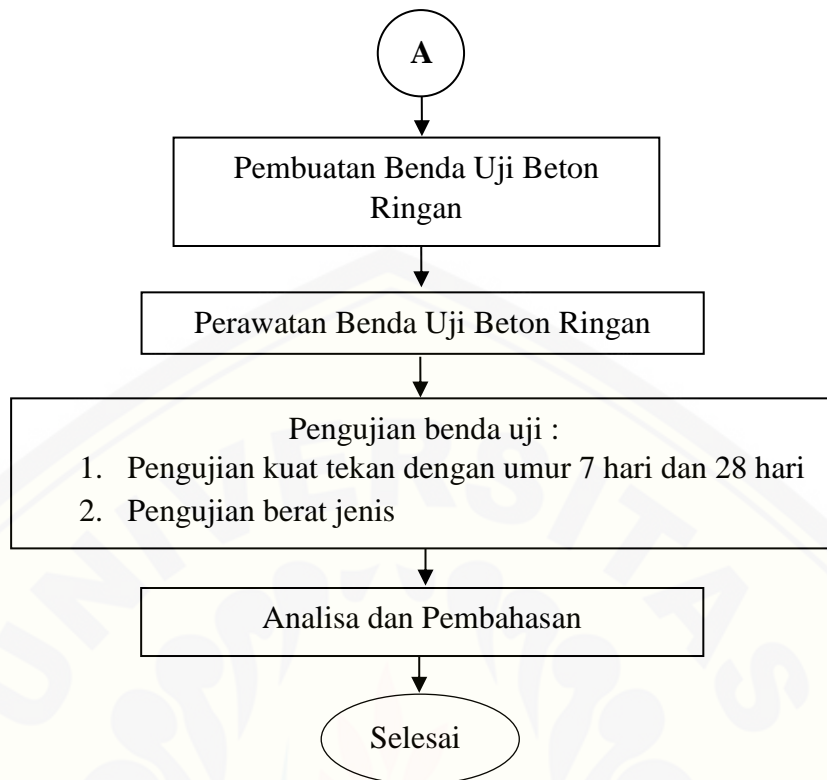 A
Pembuatan Benda Uji Beton
Ringan
Perawatan Benda Uji Beton Ringan
Pengujian benda uji :
1. Pengujian kuat tekan dengan umur 7 hari dan 28 hari
2. Pengujian berat jenis
UNIVERSITAS
Analisa dan Pembahasan
Selesai